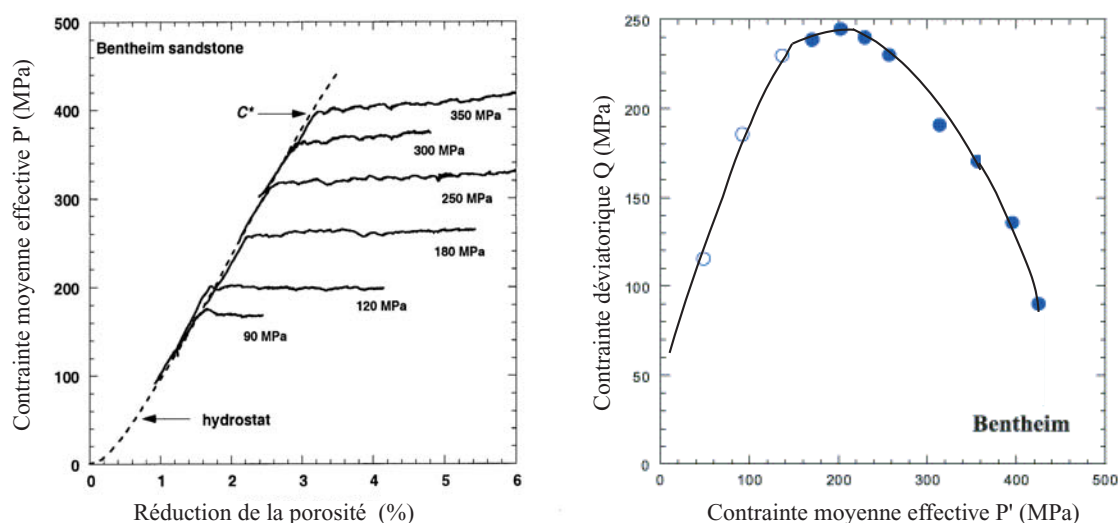 Contrainte moyenne effective P' (MPa)
500
400
300
200
100
0
Bentheim sandstone
C*
350 MPa
300 MPa
250 MPa
180 MPa
120 MPa
90 MPa
hydrostat
0 1 2 3 4 5 6
Réduction de la porosité (%)
Contrainte déviatorique Q (MPa)
250
200
150
100
50
0
Bentheim
0 100 200 300 400 500
Contrainte moyenne effective P' (MPa)